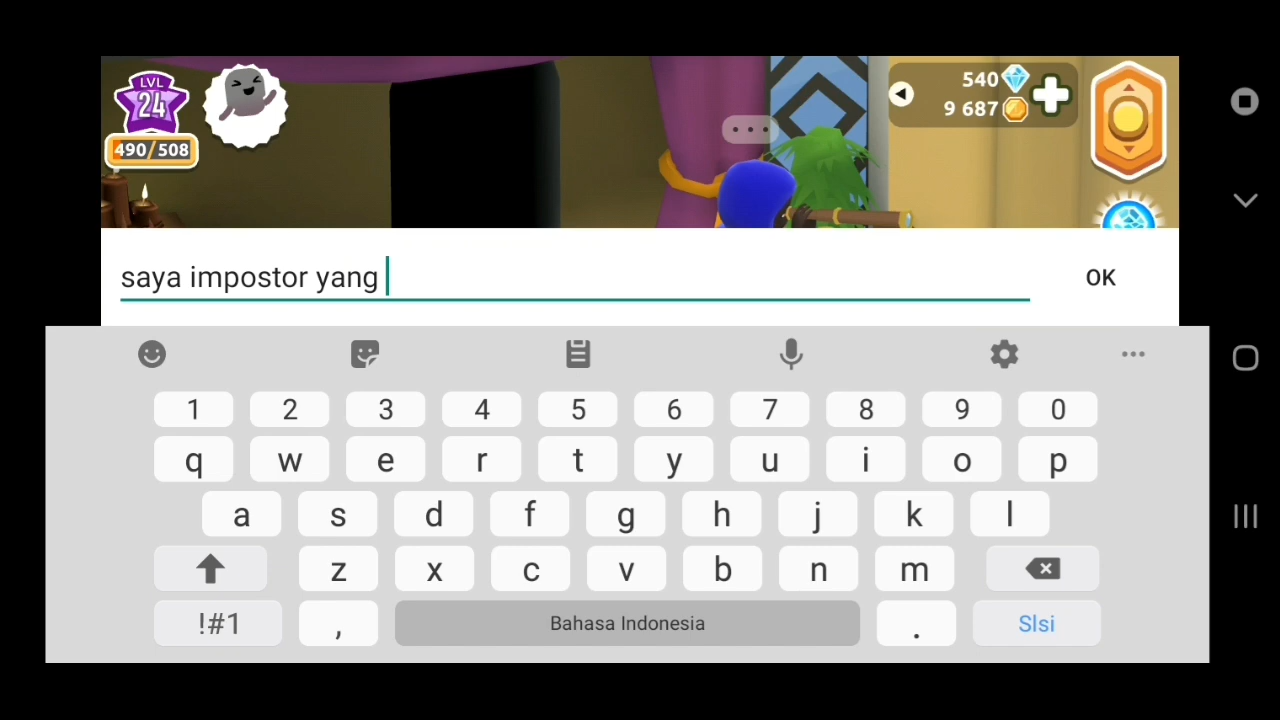 LVL
24
490/508
540
9 687
saya impostor yang
OK
1 2 3 4 5 6 7 8 9 0
q w e r t y u i o p
a s d f g h j k l
z x c v b n m
!#1 , Bahasa Indonesia . Slsi